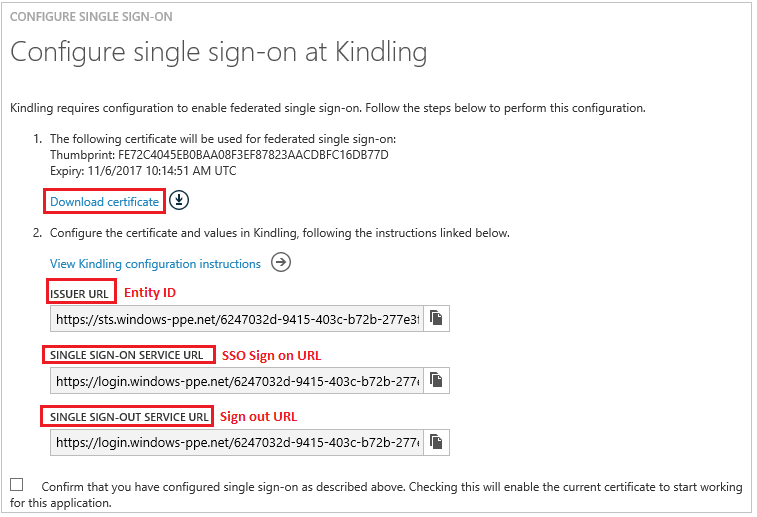 CONFIGURE SINGLE SIGN-ON
Configure single sign-on at Kindling
Kindling requires configuration to enable federated single sign-on. Follow the steps below to perform this configuration.
1. The following certificate will be used for federated single sign-on:
Thumbprint: FE72C4045EB0BAA08F3EF87823AACDBFC16DB77D
Expiry: 11/6/2017 10:14:51 AM UTC
Download certificate
2. Configure the certificate and values in Kindling, following the instructions linked below.
View Kindling configuration instructions
ISSUER URL Entity ID
https://sts.windows-ppe.net/6247032d-9415-403c-b72b-277e3f
SINGLE SIGN-ON SERVICE URL SSO Sign on URL
https://login.windows-ppe.net/6247032d-9415-403c-b72b-277e
SINGLE SIGN-OUT SERVICE URL Sign out URL
https://login.windows-ppe.net/6247032d-9415-403c-b72b-277e
Confirm that you have configured single sign-on as described above. Checking this will enable the current certificate to start working
for this application.